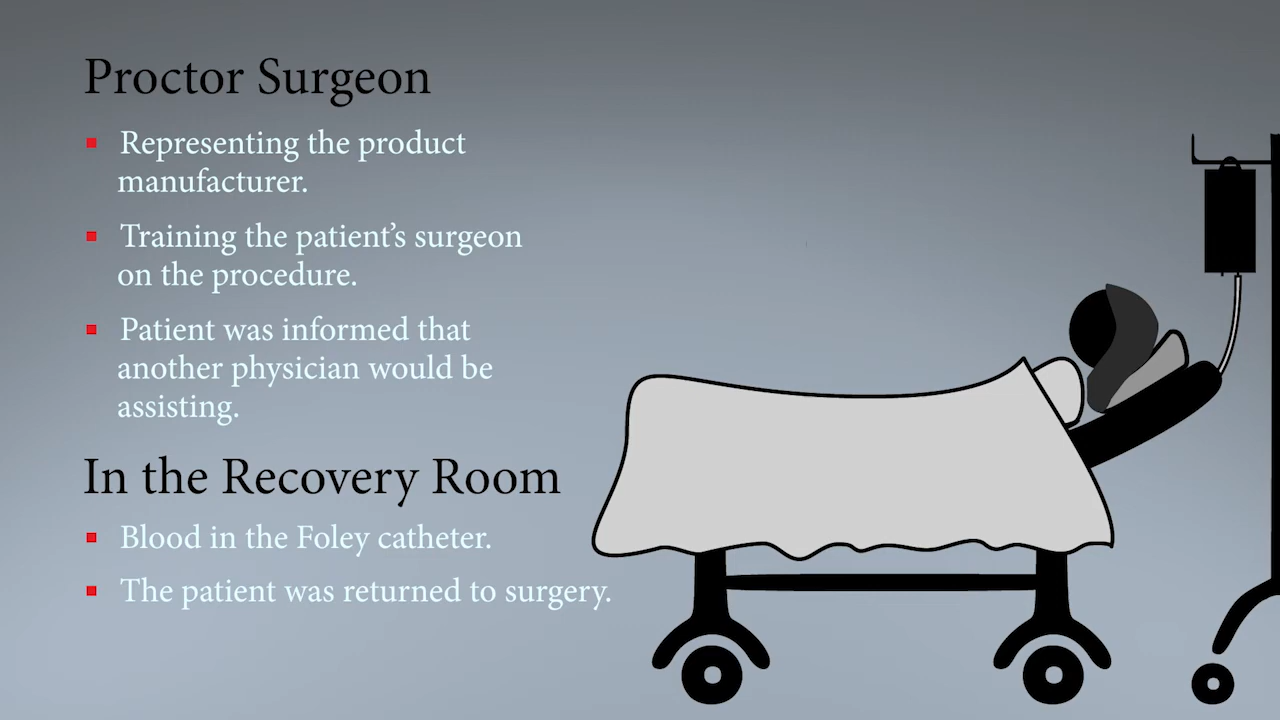 Proctor Surgeon
▪ Representing the product
manufacturer.
▪ Training the patient’s surgeon
on the procedure.
▪ Patient was informed that
another physician would be
assisting.
In the Recovery Room
▪ Blood in the Foley catheter.
▪ The patient was returned to surgery.